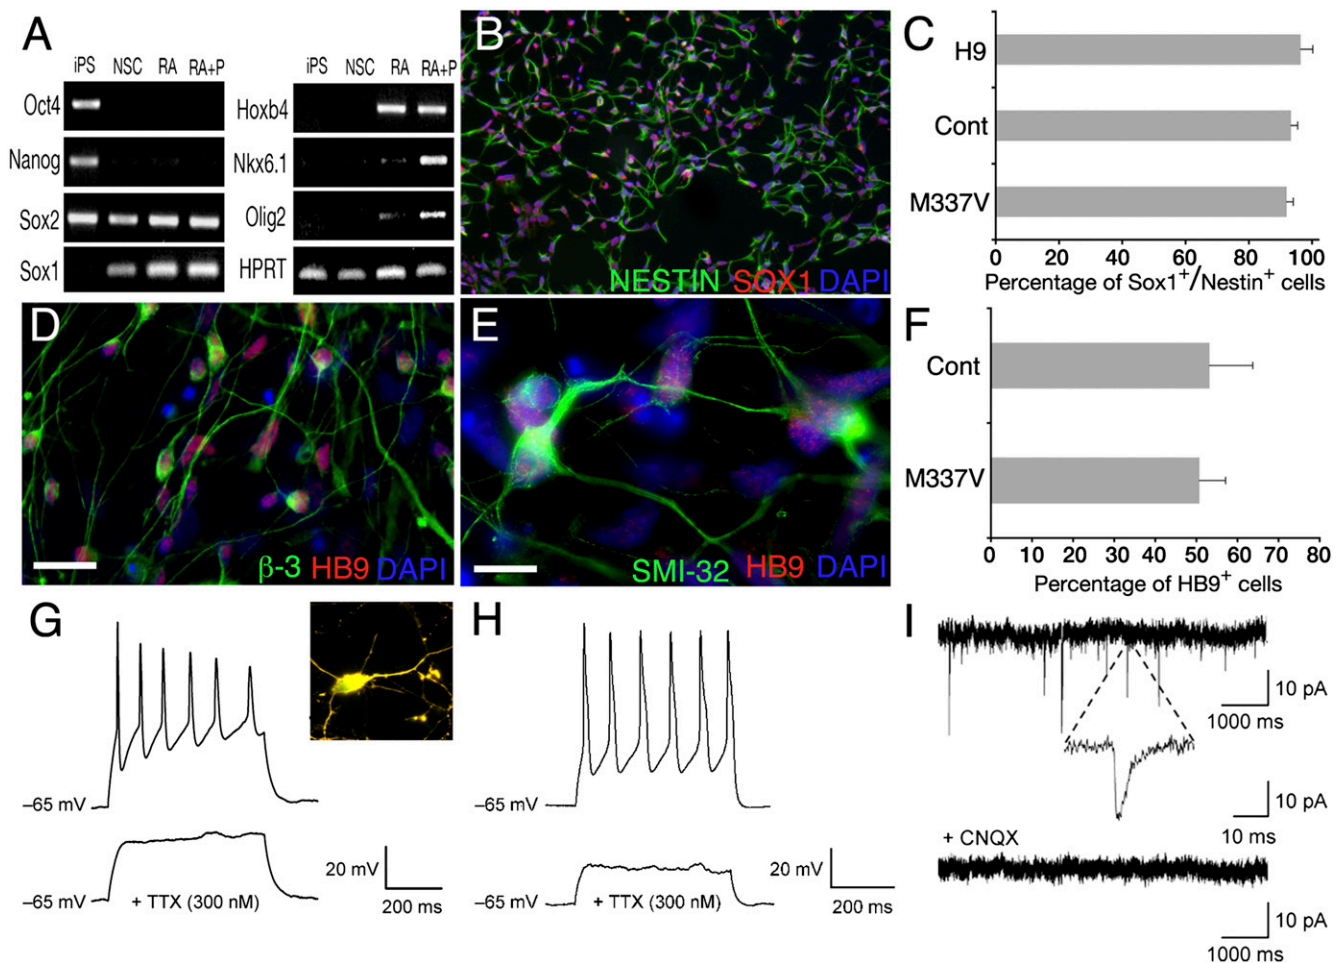 A
iPS NSC RA RA+P
Oct4
Nanog
Sox2
Sox1
iPS NSC RA RA+P
Hoxb4
Nkx6.1
Olig2
HPRT
B
NESTIN SOX1 DAPI
C
H9
Cont
M337V
0 20 40 60 80 100
Percentage of Sox1+/Nestin+ cells
D
β-3 HB9 DAPI
E
SMI-32 HB9 DAPI
F
Cont
M337V
0 10 20 30 40 50 60 70 80
Percentage of HB9+ cells
G
–65 mV
–65 mV
+ TTX (300 nM)
20 mV
200 ms
H
–65 mV
–65 mV
+ TTX (300 nM)
20 mV
200 ms
I
10 pA
1000 ms
10 pA
10 ms
+ CNQX
10 pA
1000 ms